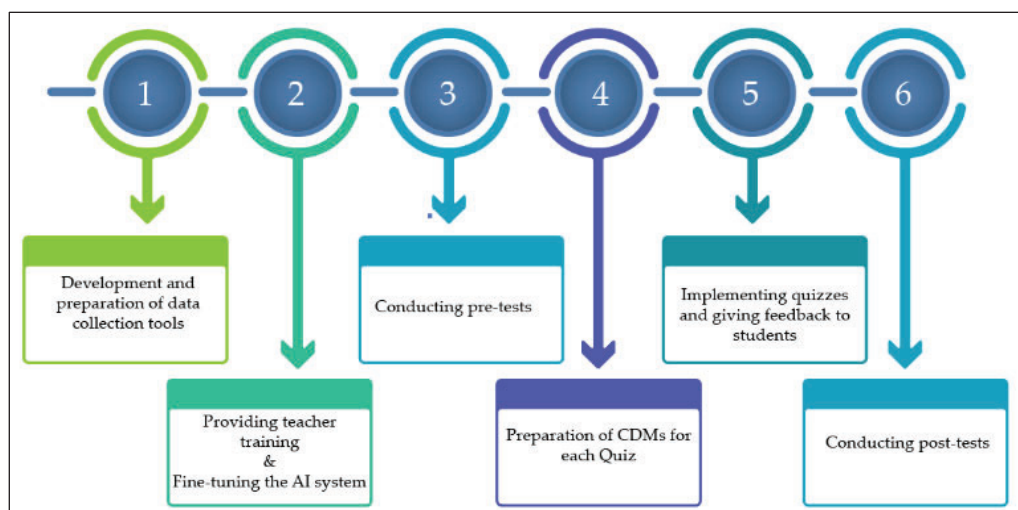 1
2
3
4
5
6
Development and
preparation of data
collection tools
Providing teacher
training
&
Fine-tuning the AI system
Conducting pre-tests
Preparation of CDMs for
each Quiz
Implementing quizzes
and giving feedback to
students
Conducting post-tests